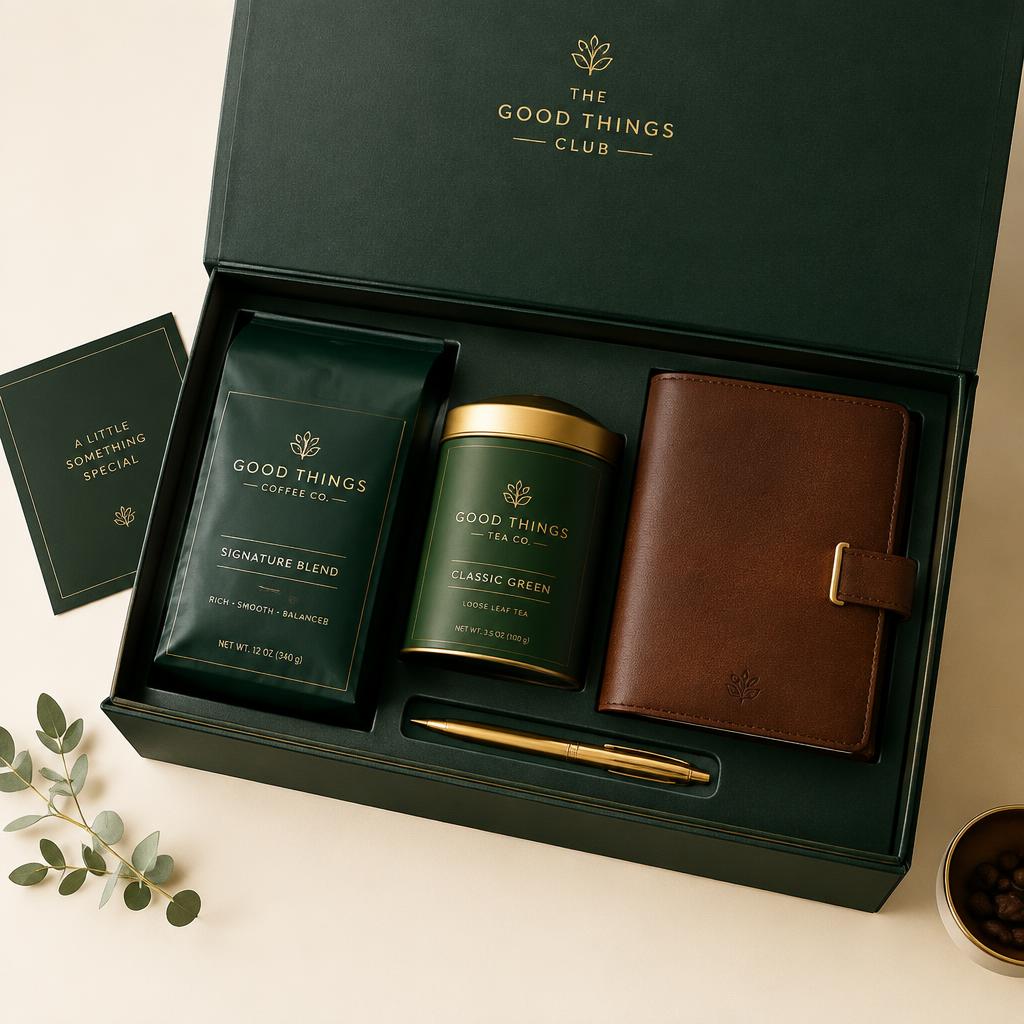 THE
GOOD THINGS
CLUB
A LITTLE
SOMETHING
SPECIAL
GOOD THINGS
COFFEE CO.
SIGNATURE BLEND
RICH - SMOOTH - BALANCEB
NET WT. 12 OZ (340 g)
GOOD THINGS
TEA CO.
CLASSIC GREEN
LOOSE LEAF TEA
NET WT. 3.5 OZ (100 g)